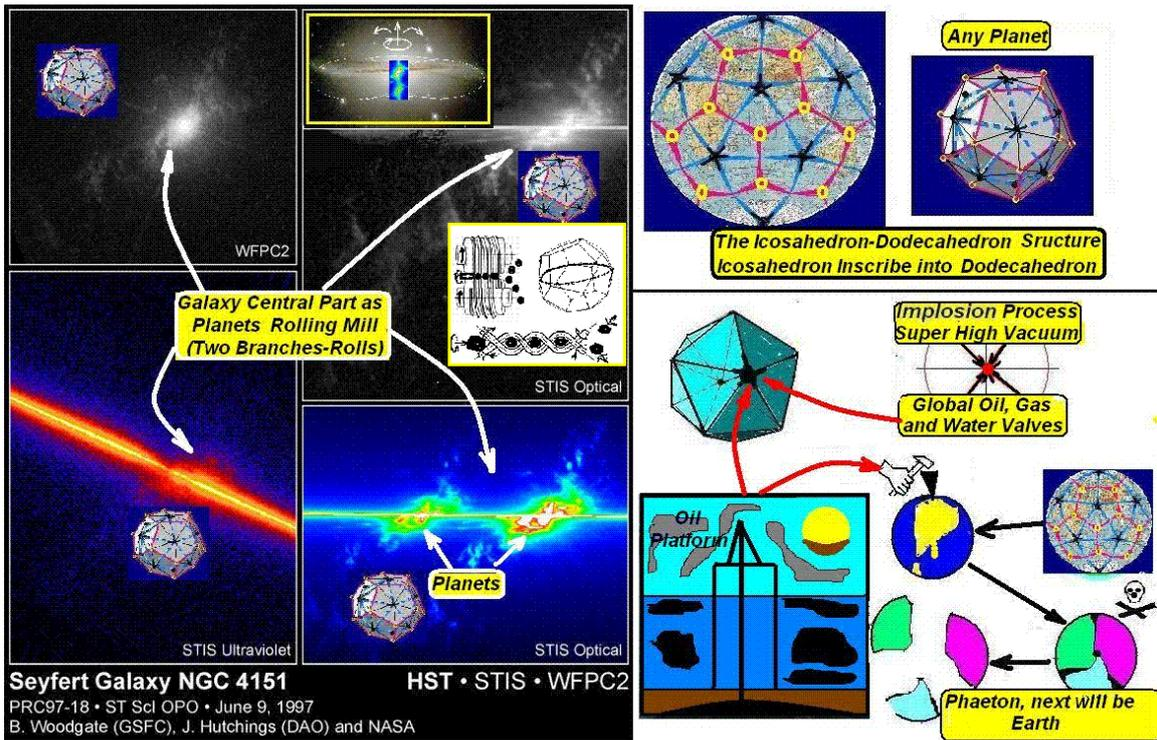 WFPC2
Galaxy Central Part as
Planets Rolling Mill
(Two Branches-Rolls)
STIS Optical
STIS Ultraviolet
Planets
STIS Optical
Seyfert Galaxy NGC 4151
HST • STIS • WFPC2
PRC97-18 • ST ScI OPO • June 9, 1997
B. Woodgate (GSFC), J. Hutchings (DAO) and NASA
Any Planet
The Icosahedron-Dodecahedron Sructure
Icosahedron Inscribe into Dodecahedron
Implosion Process
Super High Vacuum
Global Oil, Gas
and Water Valves
Oil
Platform
Phaeton, next will be
Earth